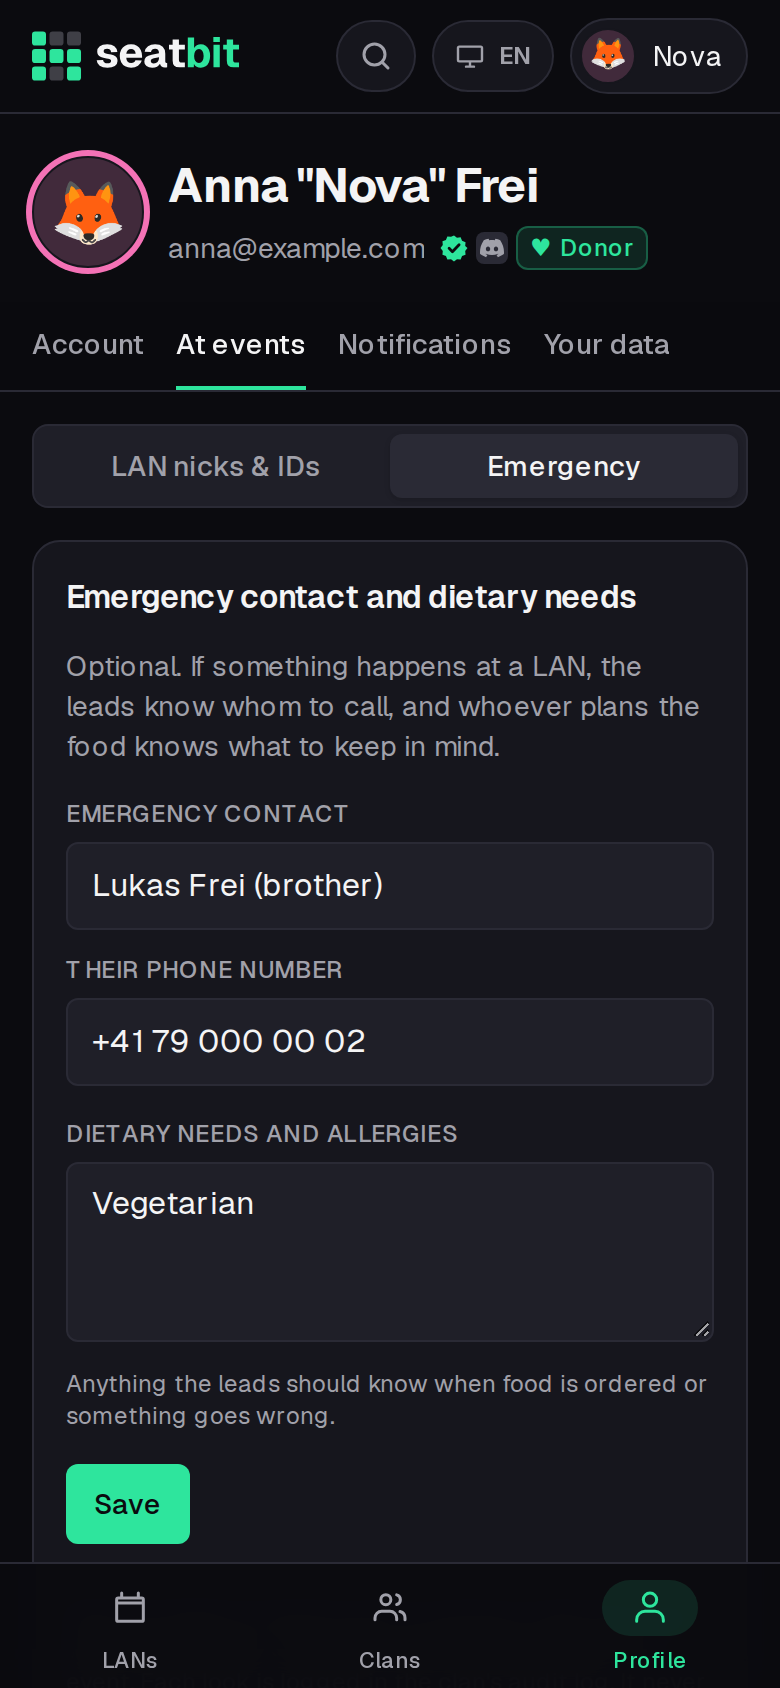 seatbit
EN
Nova
Anna "Nova" Frei
anna@example.com
♥ Donor
Account
At events
Notifications
Your data
LAN nicks & IDs
Emergency
Emergency contact and dietary needs
Optional. If something happens at a LAN, the
leads know whom to call, and whoever plans the
food knows what to keep in mind.
EMERGENCY CONTACT
Lukas Frei (brother)
THEIR PHONE NUMBER
+41 79 000 00 02
DIETARY NEEDS AND ALLERGIES
Vegetarian
Anything the leads should know when food is ordered or
something goes wrong.
Save
LANs
Clans
Profile